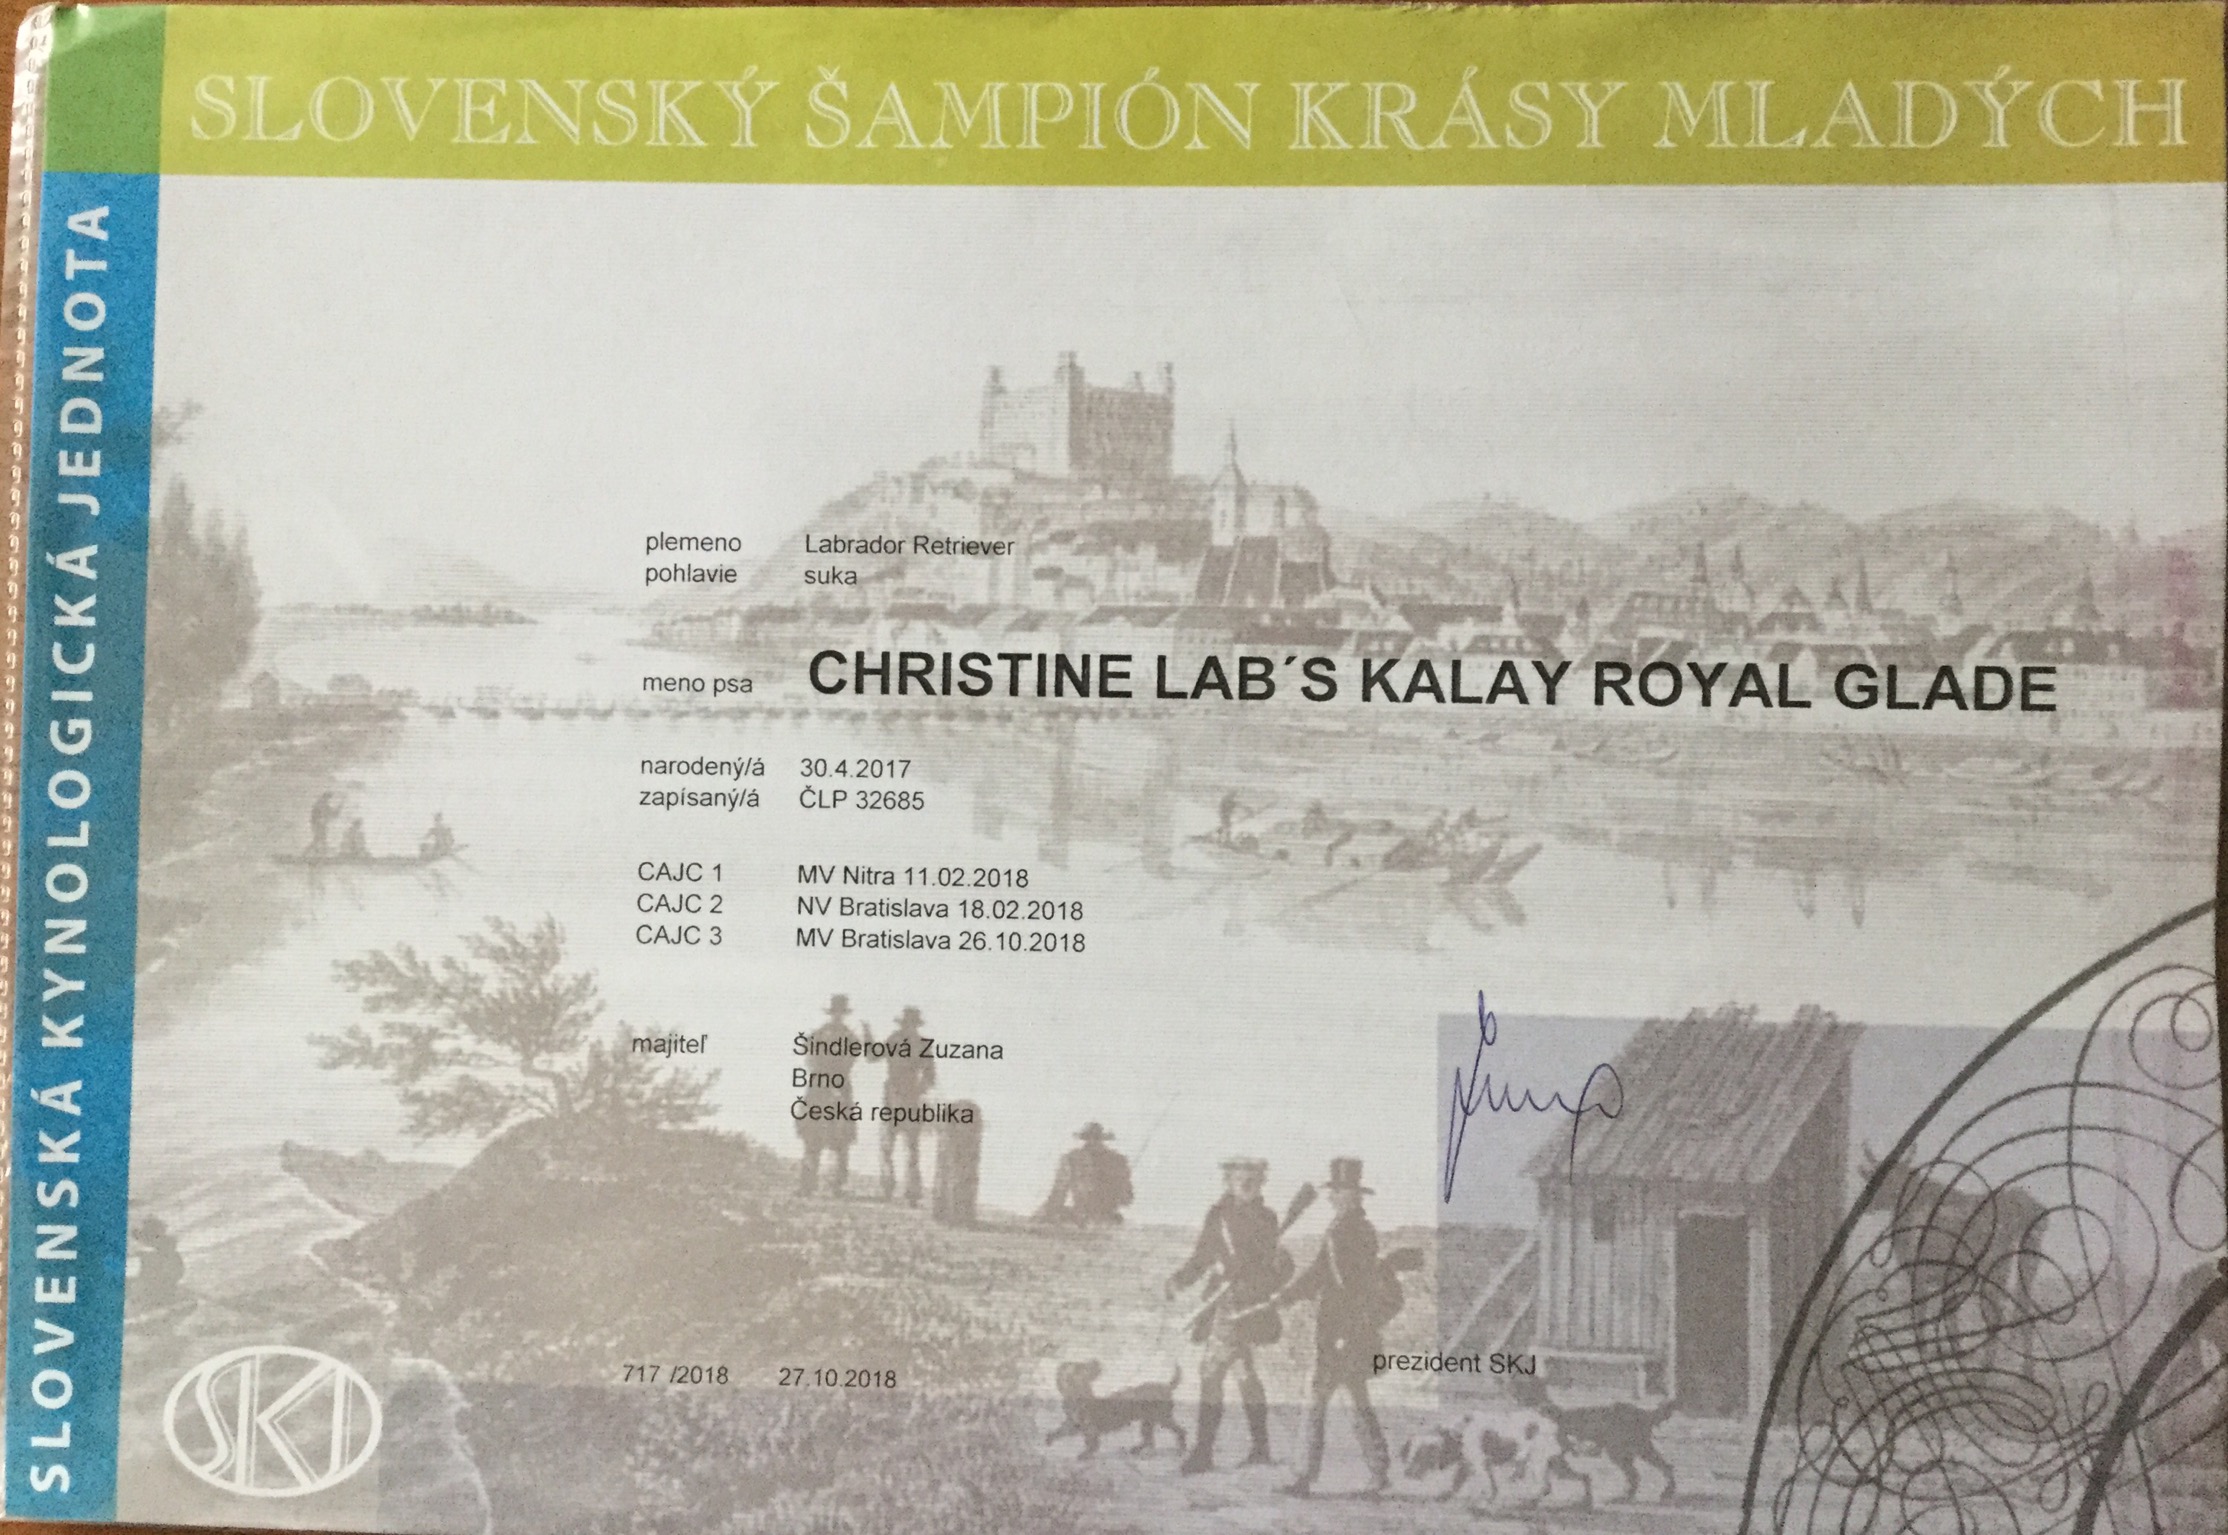 SLOVENSKÝ ŠAMPIÓN KRÁSY MLADÝCH
SLOVENSKÁ KYNOLOGICKÁ JEDNOTA
plemeno Labrador Retriever
pohlavie suka
meno psa CHRISTINE LAB´S KALAY ROYAL GLADE
narodený/á 30.4.2017
zapísaný/á ČLP 32685
CAJC 1 MV Nitra 11.02.2018
CAJC 2 NV Bratislava 18.02.2018
CAJC 3 MV Bratislava 26.10.2018
majiteľ Šindlerová Zuzana
Brno
Česká republika
717 /2018 27.10.2018
prezident SKJ
SKJ